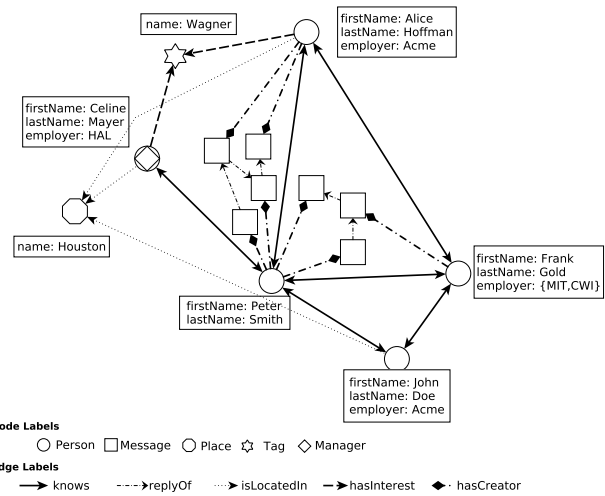 name: Wagner
firstName: Alice
lastName: Hoffman
employer: Acme
firstName: Celine
lastName: Mayer
employer: HAL
name: Houston
firstName: Frank
lastName: Gold
employer: {MIT,CWI}
firstName: Peter
lastName: Smith
firstName: John
lastName: Doe
employer: Acme
ode Labels
Person Message Place Tag Manager
dge Labels
knows replyOf isLocatedIn hasInterest hasCreator